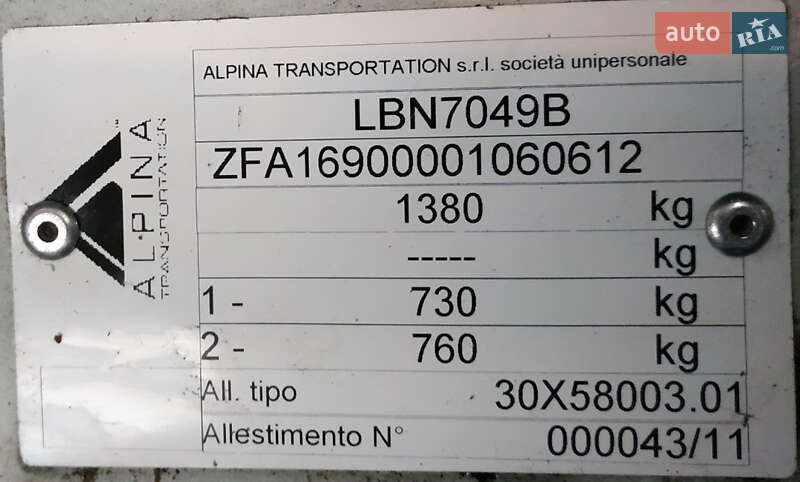 auto RIA .com
ALPINA TRANSPORTATION s.r.l. società unipersonale
LBN7049B
ZFA16900001060612
1380 kg
----- kg
1 - 730 kg
2 - 760 kg
All. tipo 30X58003.01
Allestimento N° 000043/11
ALPINA
TRANSPORTATION